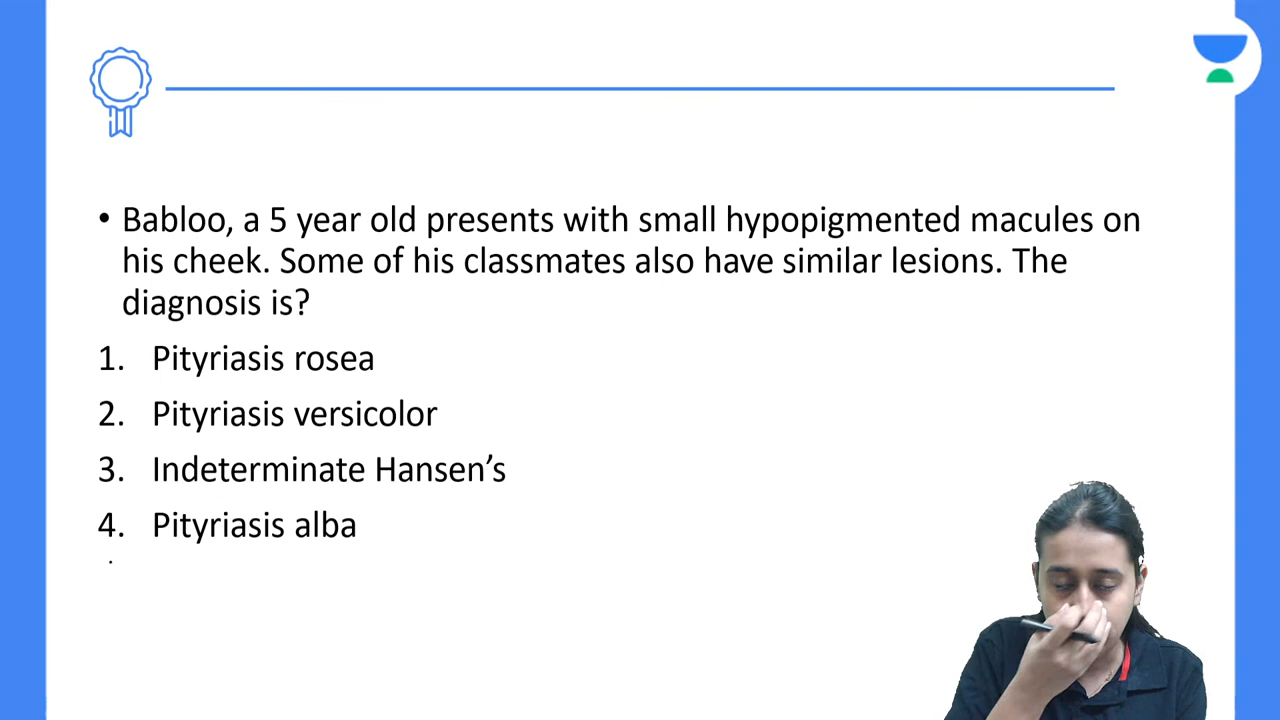 • Babloo, a 5 year old presents with small hypopigmented macules on
his cheek. Some of his classmates also have similar lesions. The
diagnosis is?
1. Pityriasis rosea
2. Pityriasis versicolor
3. Indeterminate Hansen’s
4. Pityriasis alba